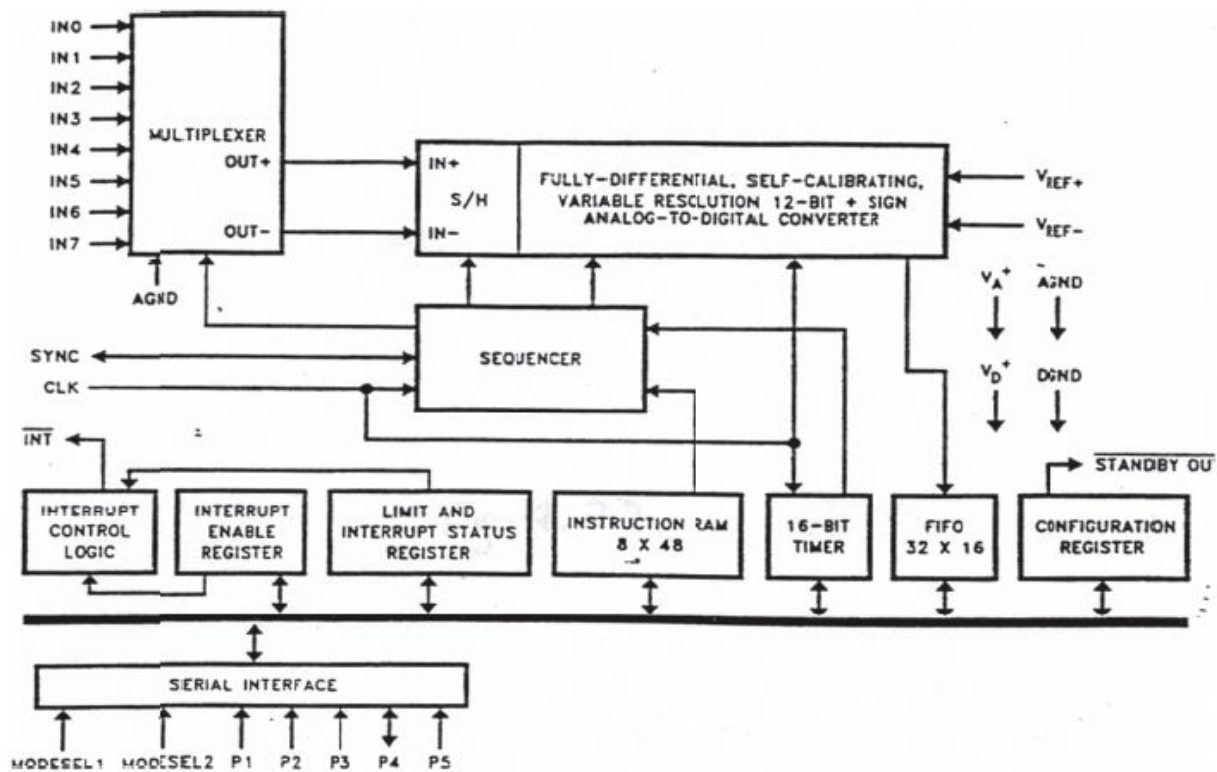 IN0
IN1
IN2
IN3
IN4
IN5
IN6
IN7
MULTIPLEXER
OUT+
OUT-
AGND
IN+
S/H
IN-
FULLY-DIFFERENTIAL, SELF-CALIBRATING,
VARIABLE RESOLUTION 12-BIT + SIGN
ANALOG-TO-DIGITAL CONVERTER
VREF+
VREF-
VA+
AGND
VD+
DGND
SYNC
CLK
SEQUENCER
INT
STANDBY OU
INTERRUPT
CONTROL
LOGIC
INTERRUPT
ENABLE
REGISTER
LIMIT AND
INTERRUPT STATUS
REGISTER
INSTRUCTION RAM
8 X 48
16-BIT
TIMER
FIFO
32 X 16
CONFIGURATION
REGISTER
SERIAL INTERFACE
MODESEL1
MODESEL2
P1
P2
P3
P4
P5